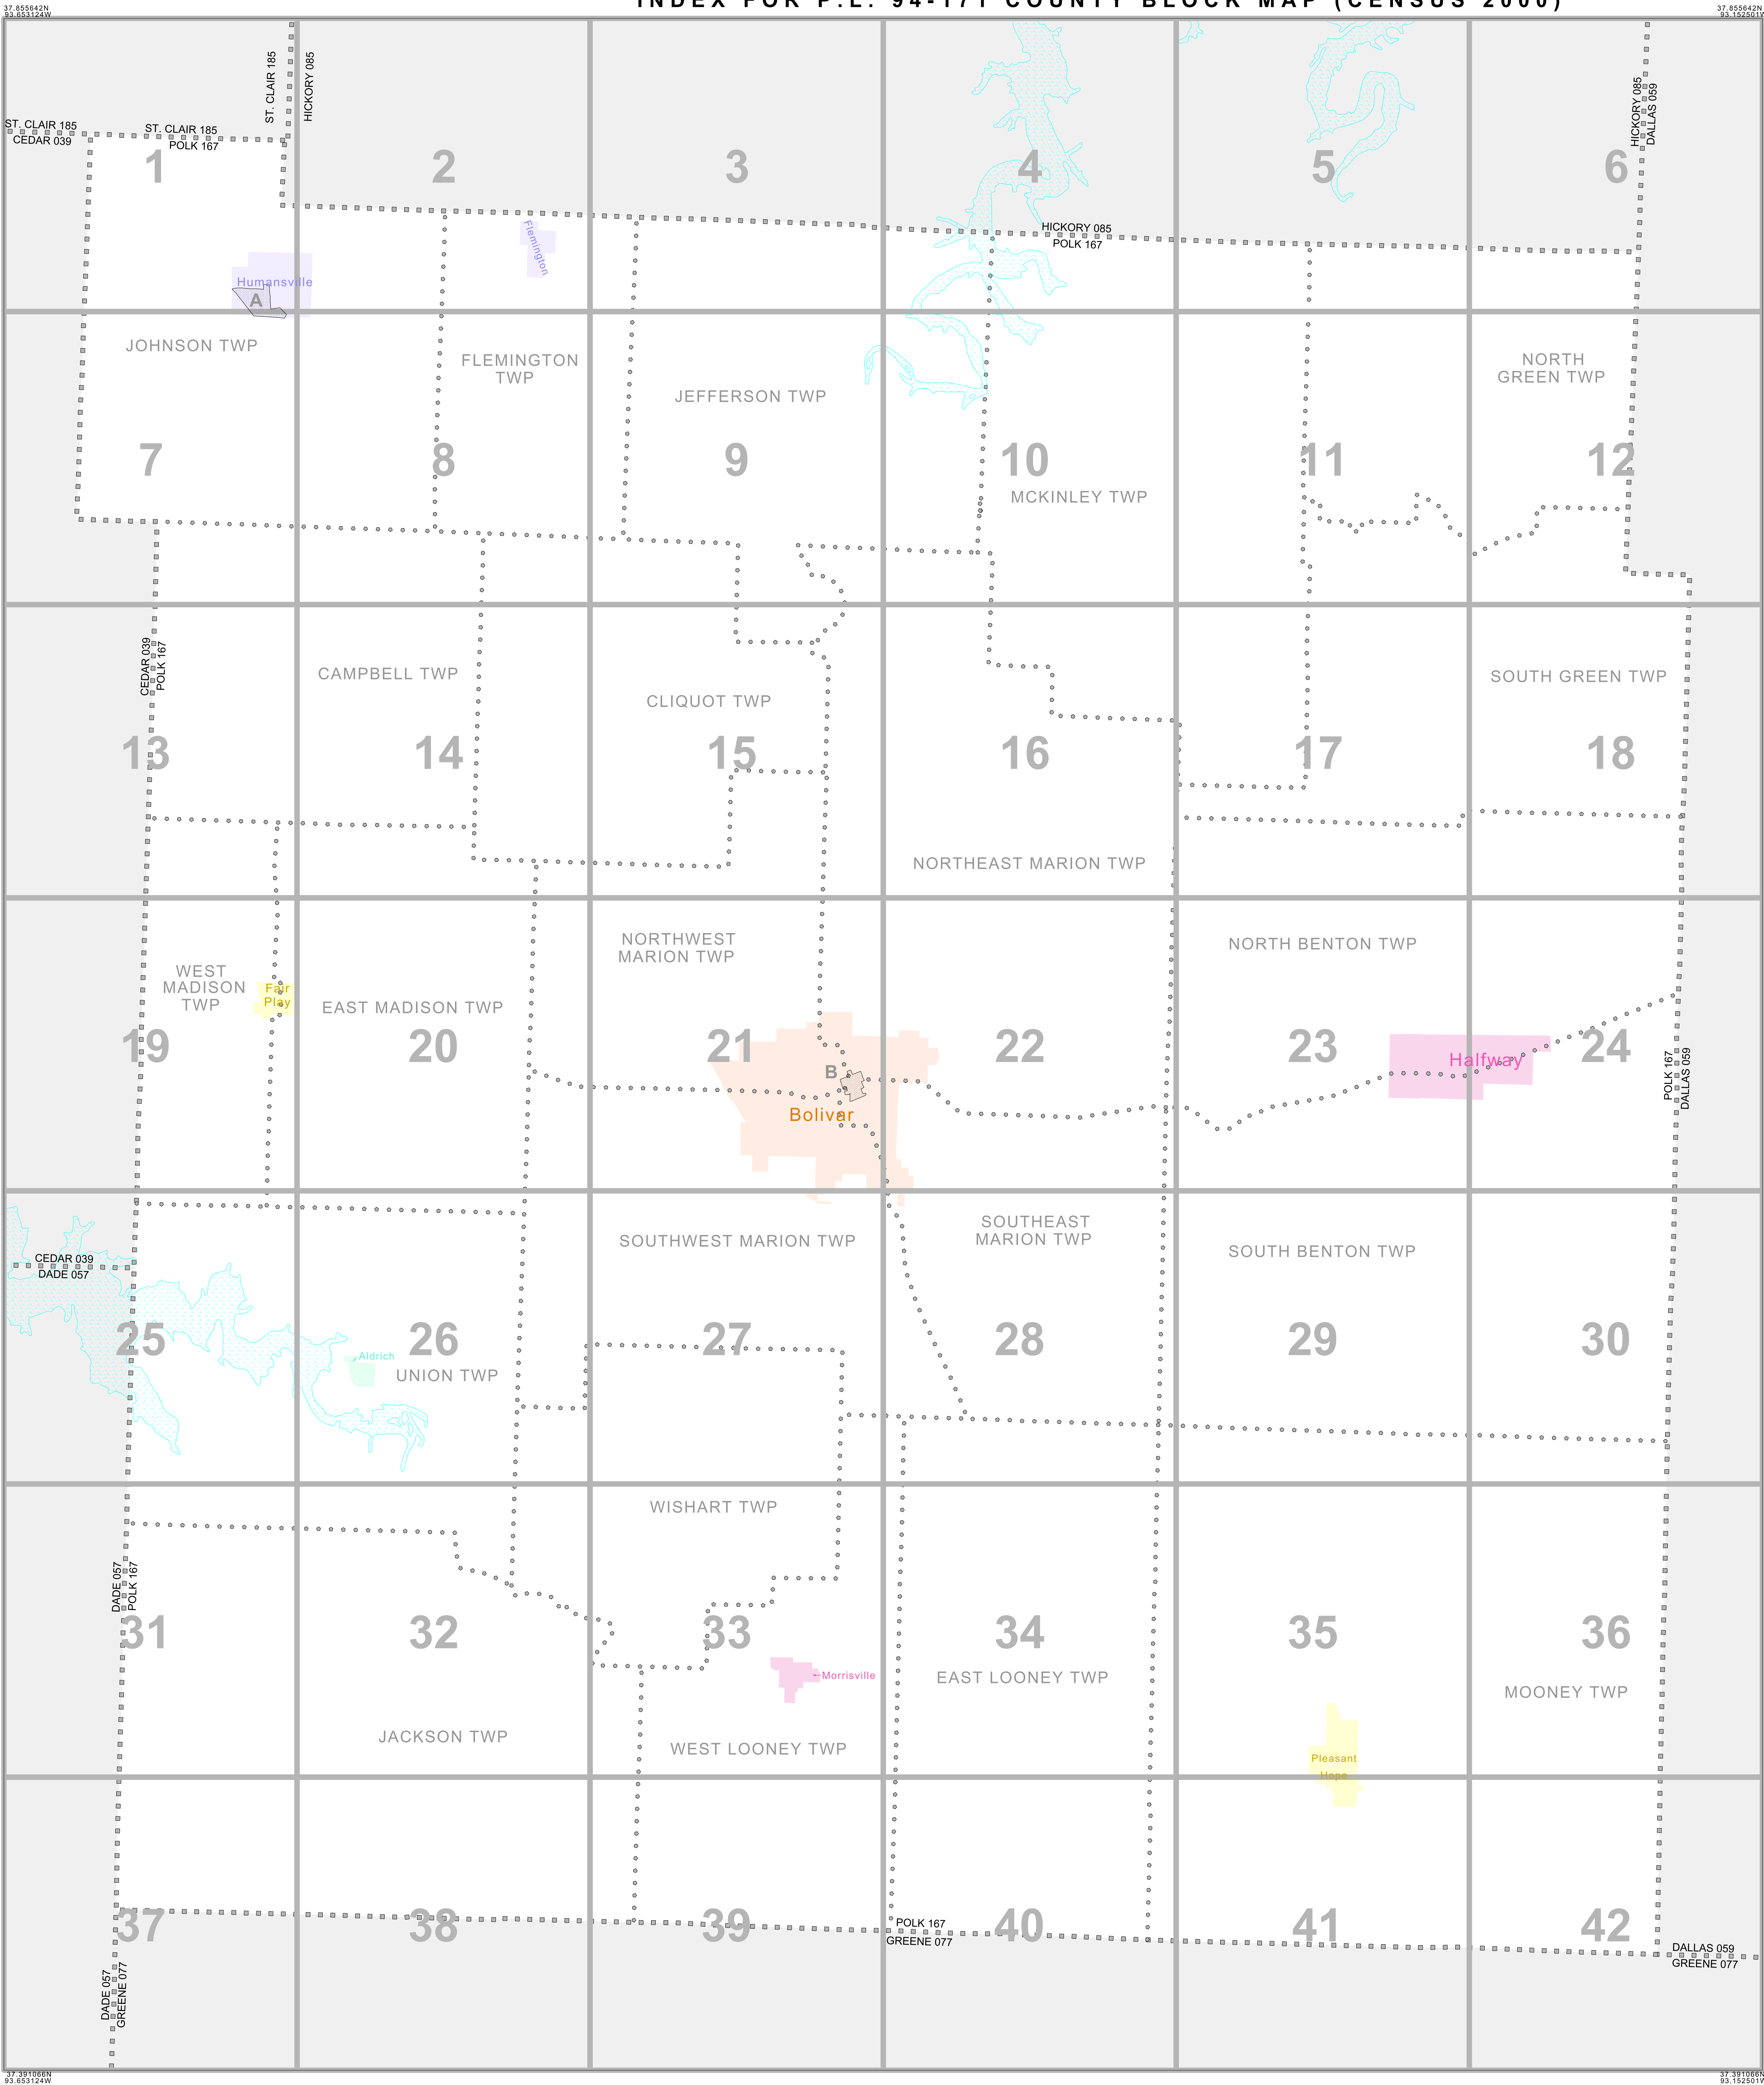 INDEX FOR P.L. 94-171 COUNTY BLOCK MAP (CENSUS 2000)
37.855642N
93.653124W
37.855642N
93.152501W
ST. CLAIR 185
HICKORY 085
HICKORY 085
DALLAS 059
ST. CLAIR 185
CEDAR 039
ST. CLAIR 185
POLK 167
1
2
3
4
5
6
HICKORY 085
POLK 167
Flemington
Humansville
A
JOHNSON TWP
FLEMINGTON
TWP
JEFFERSON TWP
NORTH
GREEN TWP
7
8
9
10
11
12
MCKINLEY TWP
CEDAR 039
POLK 167
CAMPBELL TWP
CLIQUOT TWP
SOUTH GREEN TWP
13
14
15
16
17
18
NORTHEAST MARION TWP
NORTHWEST
MARION TWP
NORTH BENTON TWP
WEST
MADISON
TWP
Fair
Play
EAST MADISON TWP
19
20
21
22
23
24
B
Bolivar
Halfway
POLK 167
DALLAS 059
SOUTHWEST MARION TWP
SOUTHEAST
MARION TWP
SOUTH BENTON TWP
CEDAR 039
DADE 057
25
26
27
28
29
30
Aldrich
UNION TWP
WISHART TWP
DADE 057
POLK 167
31
32
33
34
35
36
Morrisville
EAST LOONEY TWP
MOONEY TWP
JACKSON TWP
WEST LOONEY TWP
Pleasant
Hope
37
38
39
40
41
42
POLK 167
GREENE 077
DALLAS 059
GREENE 077
DADE 057
GREENE 077
37.391066N
93.653124W
37.391066N
93.152501W